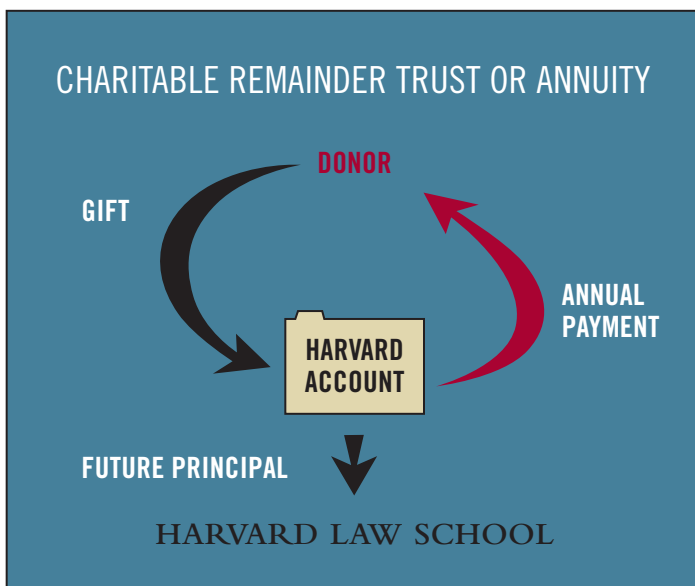 CHARITABLE REMAINDER TRUST OR ANNUITY
DONOR
GIFT
ANNUAL
PAYMENT
HARVARD
ACCOUNT
FUTURE PRINCIPAL
HARVARD LAW SCHOOL